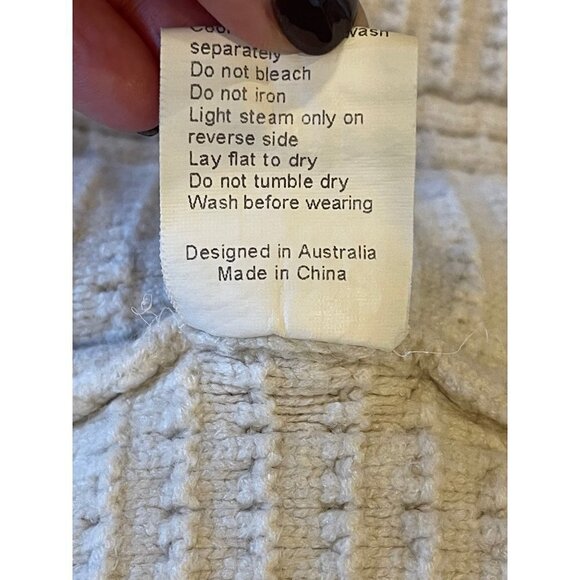 wash
separately
Do not bleach
Do not iron
Light steam only on
reverse side
Lay flat to dry
Do not tumble dry
Wash before wearing
Designed in Australia
Made in China